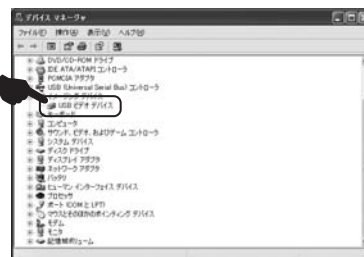 デバイス マネージャ
ファイル(F) 操作(A) 表示(V) ヘルプ(H)
DVD/CD-ROM ドライブ
IDE ATA/ATAPI コントローラ
PCMCIA アダプタ
USB (Universal Serial Bus) コントローラ
イメージング デバイス
USB ビデオ デバイス
キーボード
コンピュータ
サウンド、ビデオ、およびゲーム コントローラ
システム デバイス
ディスク ドライブ
ディスプレイ アダプタ
ネットワーク アダプタ
バッテリ
ヒューマン インターフェイス デバイス
プロセッサ
ポート (COM と LPT)
マウスとそのほかのポインティング デバイス
モデム
モニタ
記憶域ボリューム